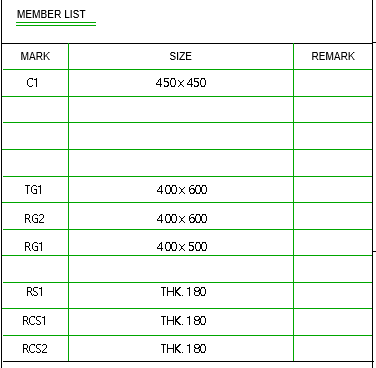 MEMBER LIST
MARK SIZE REMARK
C1 450 x 450
TG1 400 x 600
RG2 400 x 600
RG1 400 x 500
RS1 THK. 180
RCS1 THK. 180
RCS2 THK. 180